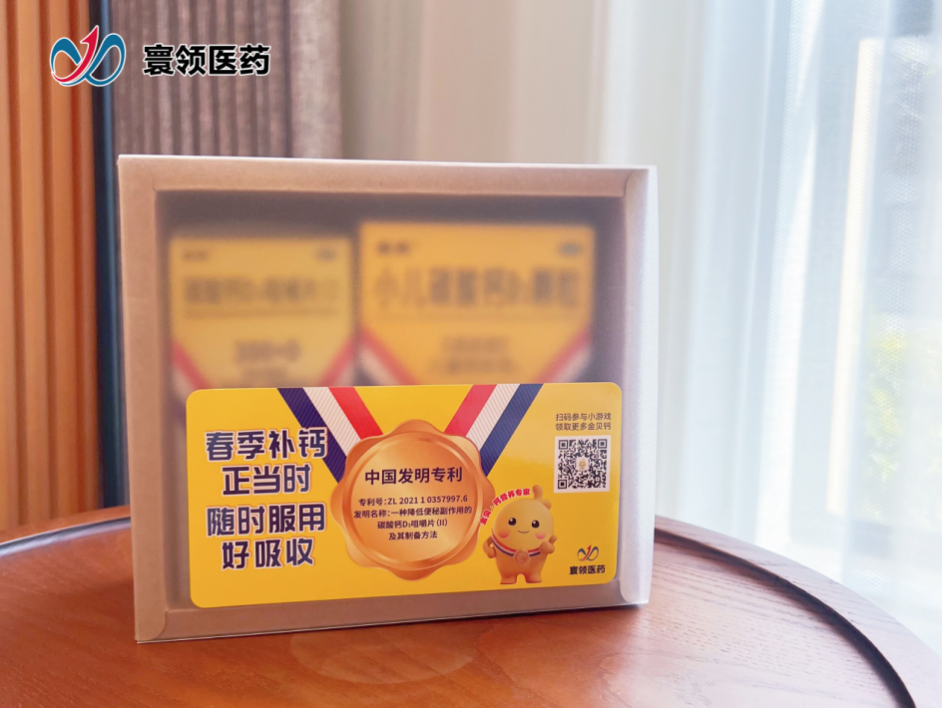 寰领医药
小儿碳酸钙D₃颗粒
春季补钙
正当时
随时服用
好吸收
中国发明专利
专利号:ZL 2021 1 0357997.6
发明名称:一种降低便秘副作用的
碳酸钙D₃咀嚼片(II)
及其制备方法
扫码参与小游戏
领取更多金贝钙
寰领医药